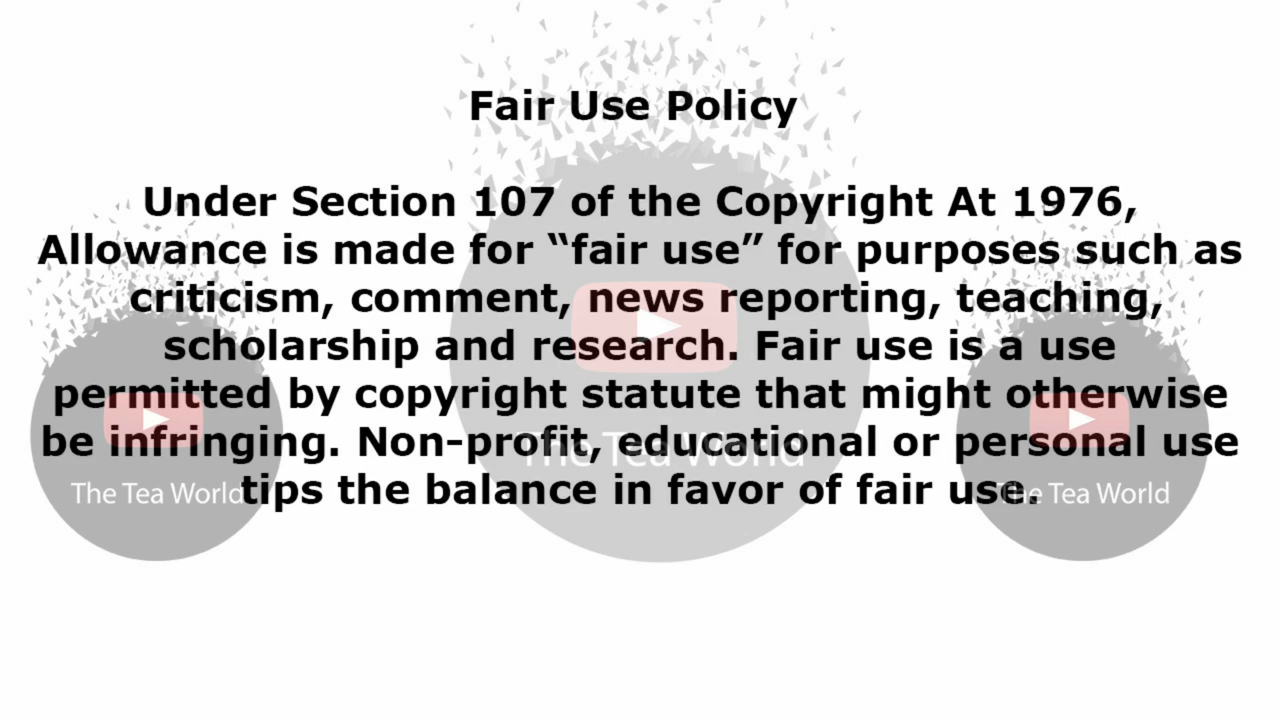 Fair Use Policy
Under Section 107 of the Copyright At 1976,
Allowance is made for “fair use” for purposes such as
criticism, comment, news reporting, teaching,
scholarship and research. Fair use is a use
permitted by copyright statute that might otherwise
be infringing. Non-profit, educational or personal use
tips the balance in favor of fair use.
The Tea World
The Tea World
The Tea World